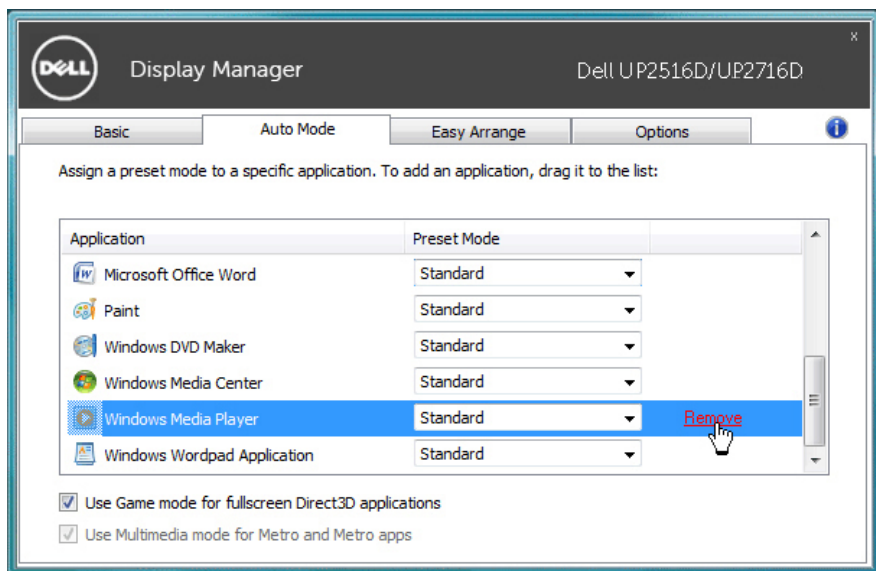 DELL Display Manager Dell UP2516D/UP2716D x
Basic Auto Mode Easy Arrange Options i
Assign a preset mode to a specific application. To add an application, drag it to the list:
Application Preset Mode
Microsoft Office Word Standard
Paint Standard
Windows DVD Maker Standard
Windows Media Center Standard
Windows Media Player Standard Remove
Windows Wordpad Application Standard
Use Game mode for fullscreen Direct3D applications
Use Multimedia mode for Metro and Metro apps